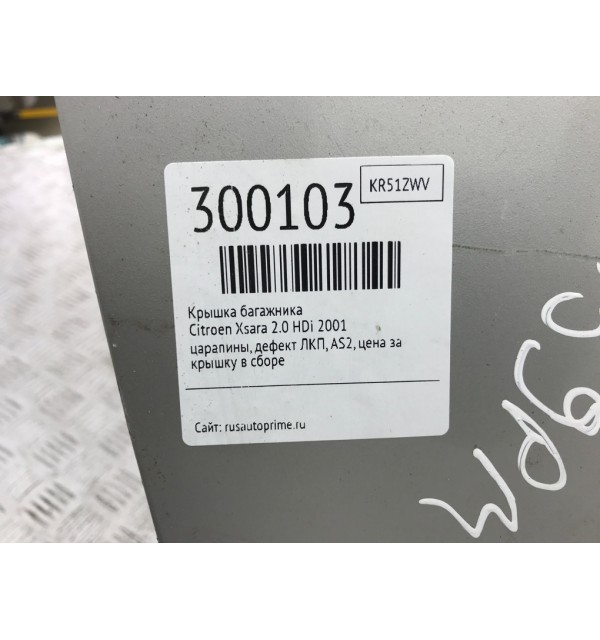 300103
KR51ZWV
Крышка багажника
Citroen Xsara 2.0 HDi 2001
царапины, дефект ЛКП, AS2, цена за
крышку в сборе
Сайт: rusautoprime.ru